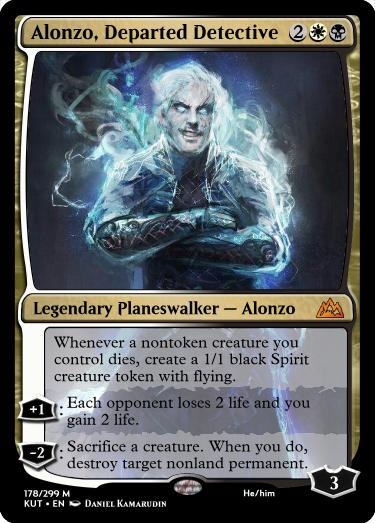 Alonzo, Departed Detective 2
Legendary Planeswalker — Alonzo
Whenever a nontoken creature you
control dies, create a 1/1 black Spirit
creature token with flying.
+1: Each opponent loses 2 life and you
gain 2 life.
-2: Sacrifice a creature. When you do,
destroy target nonland permanent.
3
178/299 M
He/him
KUT • EN Daniel Kamarudin